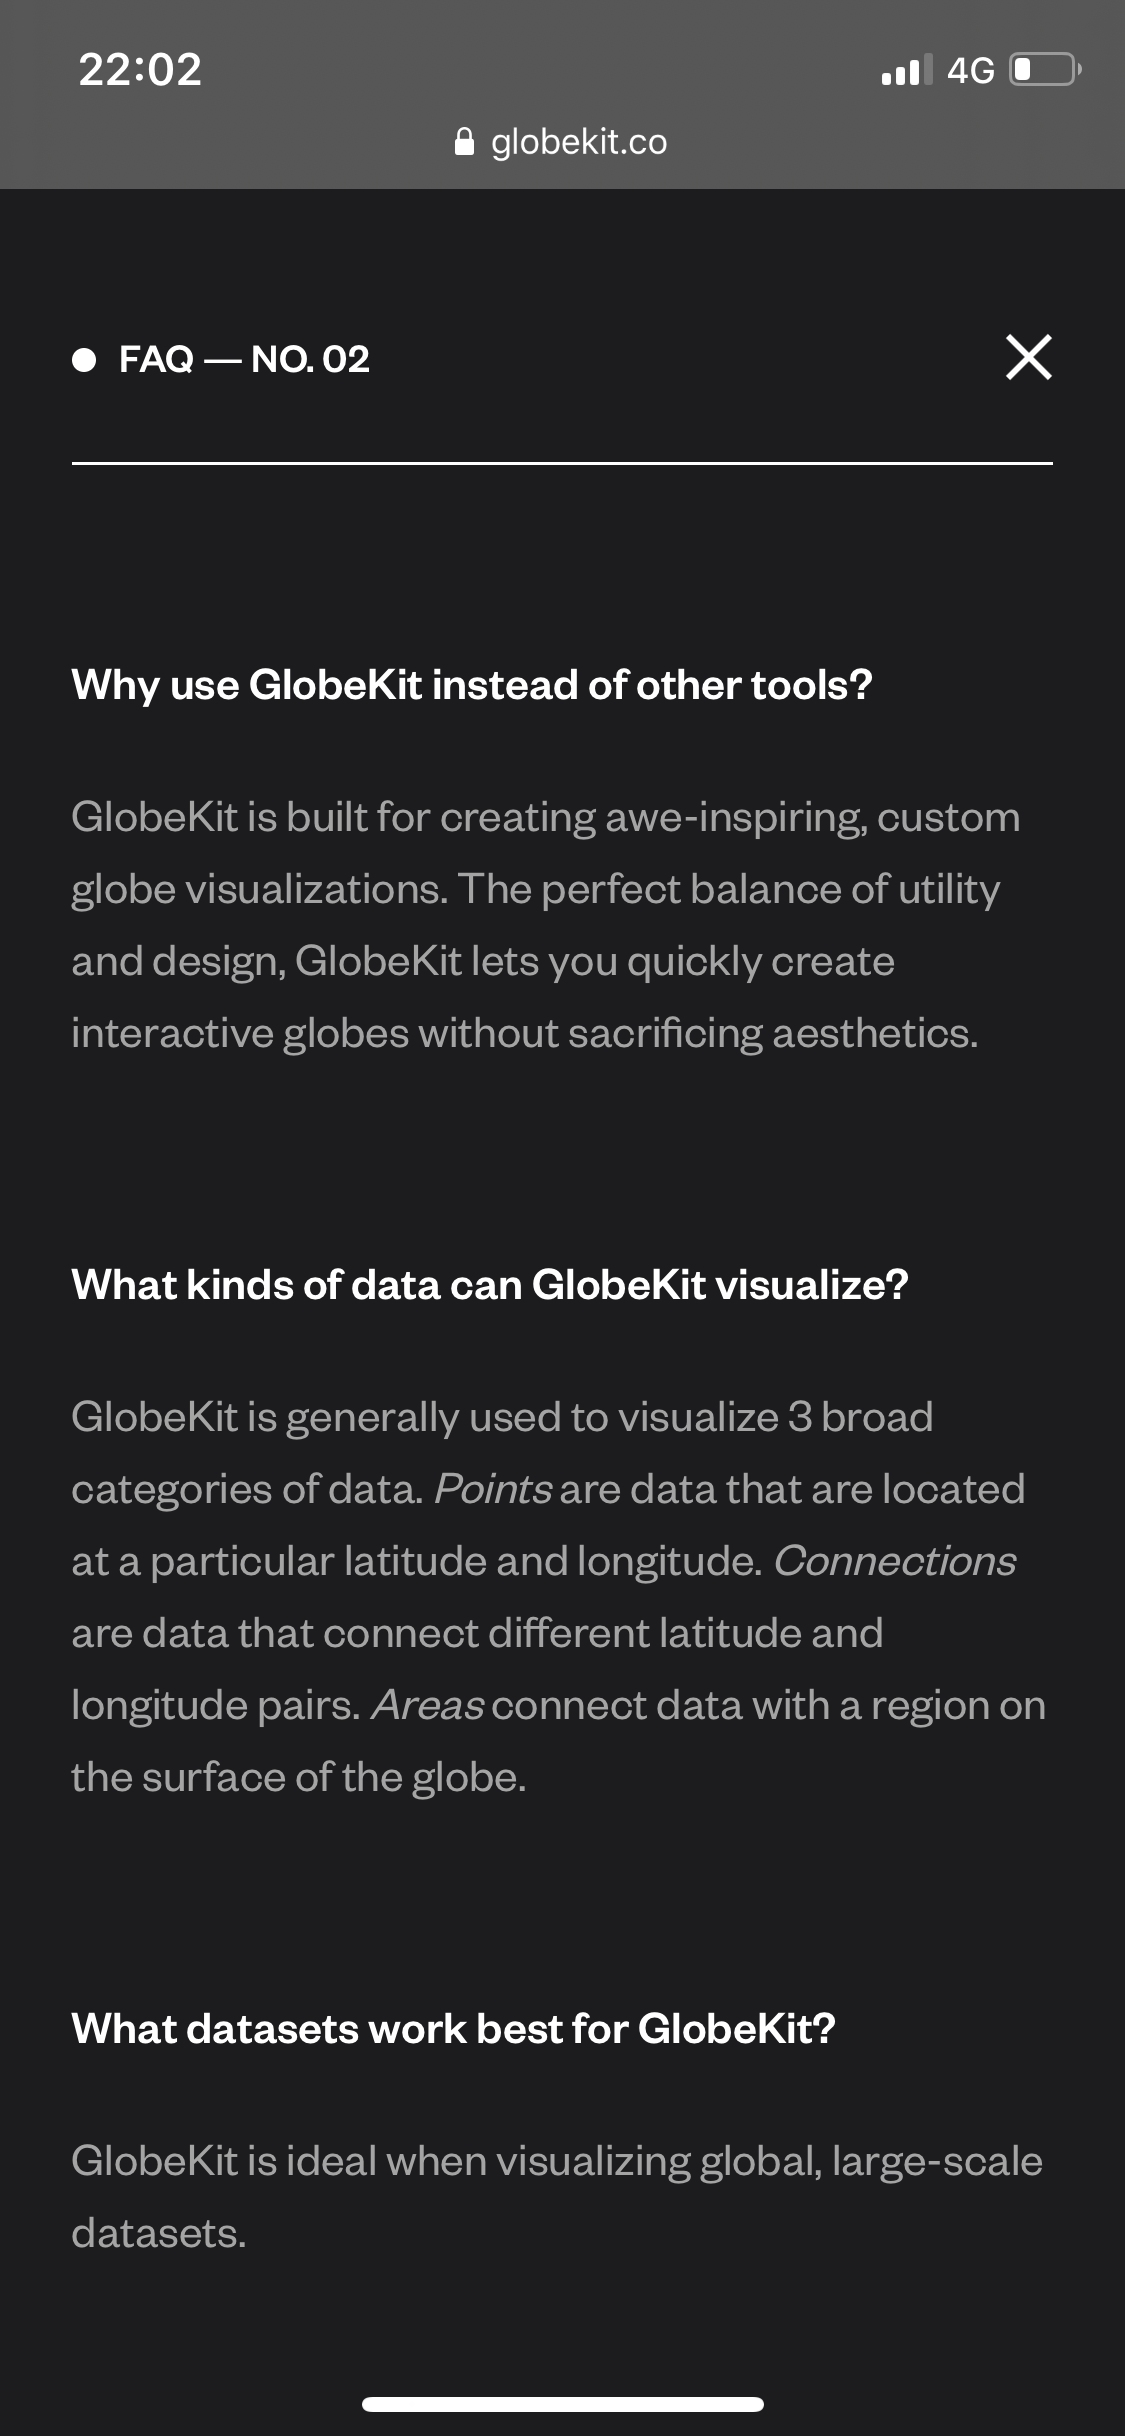 22:02
4G
globekit.co
FAQ — NO. 02
Why use GlobeKit instead of other tools?
GlobeKit is built for creating awe-inspiring, custom
globe visualizations. The perfect balance of utility
and design, GlobeKit lets you quickly create
interactive globes without sacrificing aesthetics.
What kinds of data can GlobeKit visualize?
GlobeKit is generally used to visualize 3 broad
categories of data. Points are data that are located
at a particular latitude and longitude. Connections
are data that connect different latitude and
longitude pairs. Areas connect data with a region on
the surface of the globe.
What datasets work best for GlobeKit?
GlobeKit is ideal when visualizing global, large-scale
datasets.